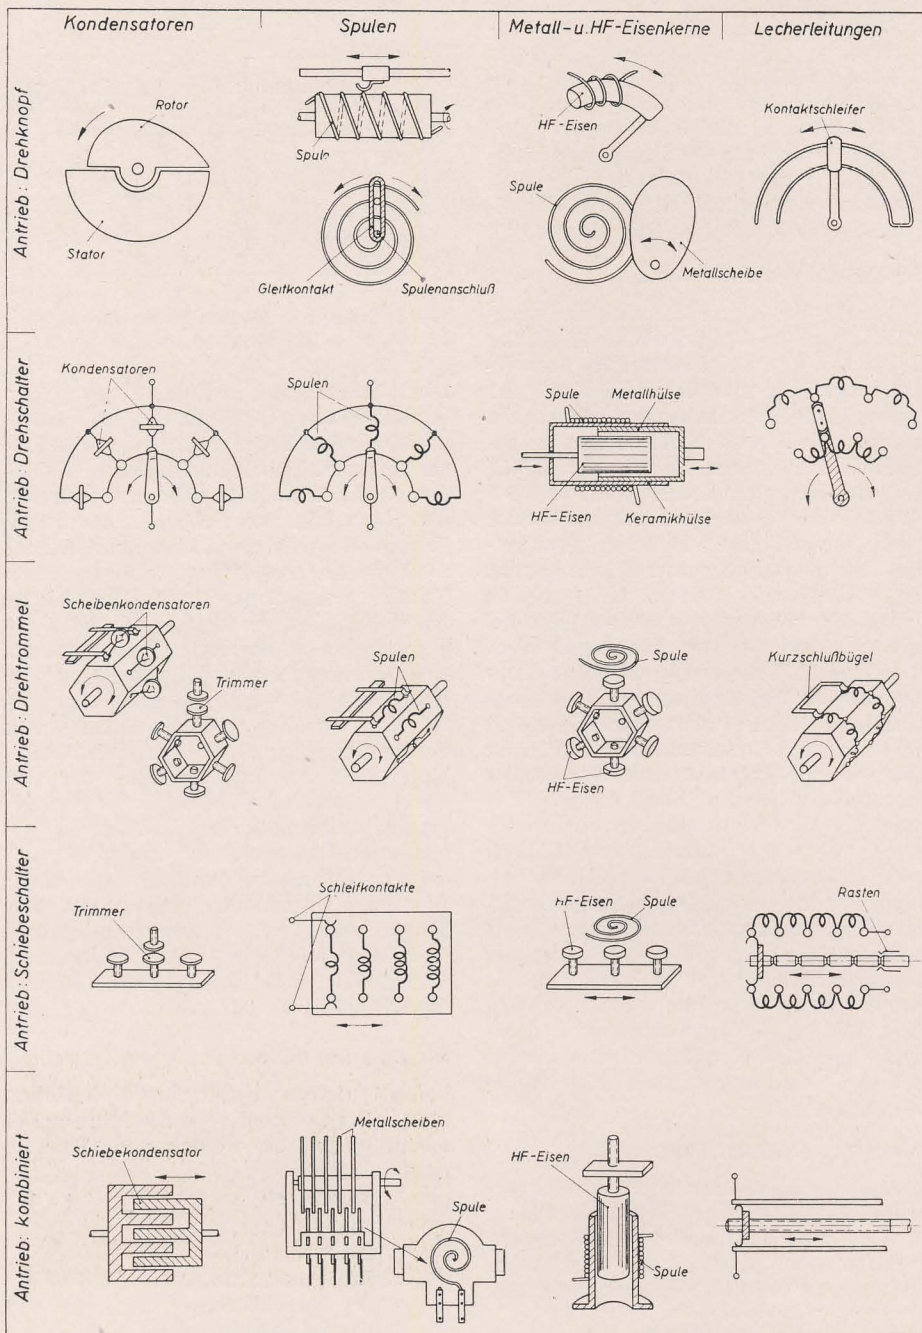 Kondensatoren
Spulen
Metall-u. HF-Eisenkerne
Lecherleitungen
Antrieb: Drehknopf
Rotor
Stator
Spule
Gleitkontakt
Spulenanschluß
HF-Eisen
Spule
Metallscheibe
Kontaktschleifer
Antrieb: Drehschalter
Kondensatoren
Spulen
Spule
Metallhülse
HF-Eisen
Keramikhülse
Antrieb: Drehtrommel
Scheibenkondensatoren
Trimmer
Spulen
Spule
HF-Eisen
Kurzschlußbügel
Antrieb: Schiebeschalter
Trimmer
Schleifkontakte
HF-Eisen
Spule
Rasten
Antrieb: kombiniert
Schiebekondensator
Metallscheiben
Spule
HF-Eisen
Spule